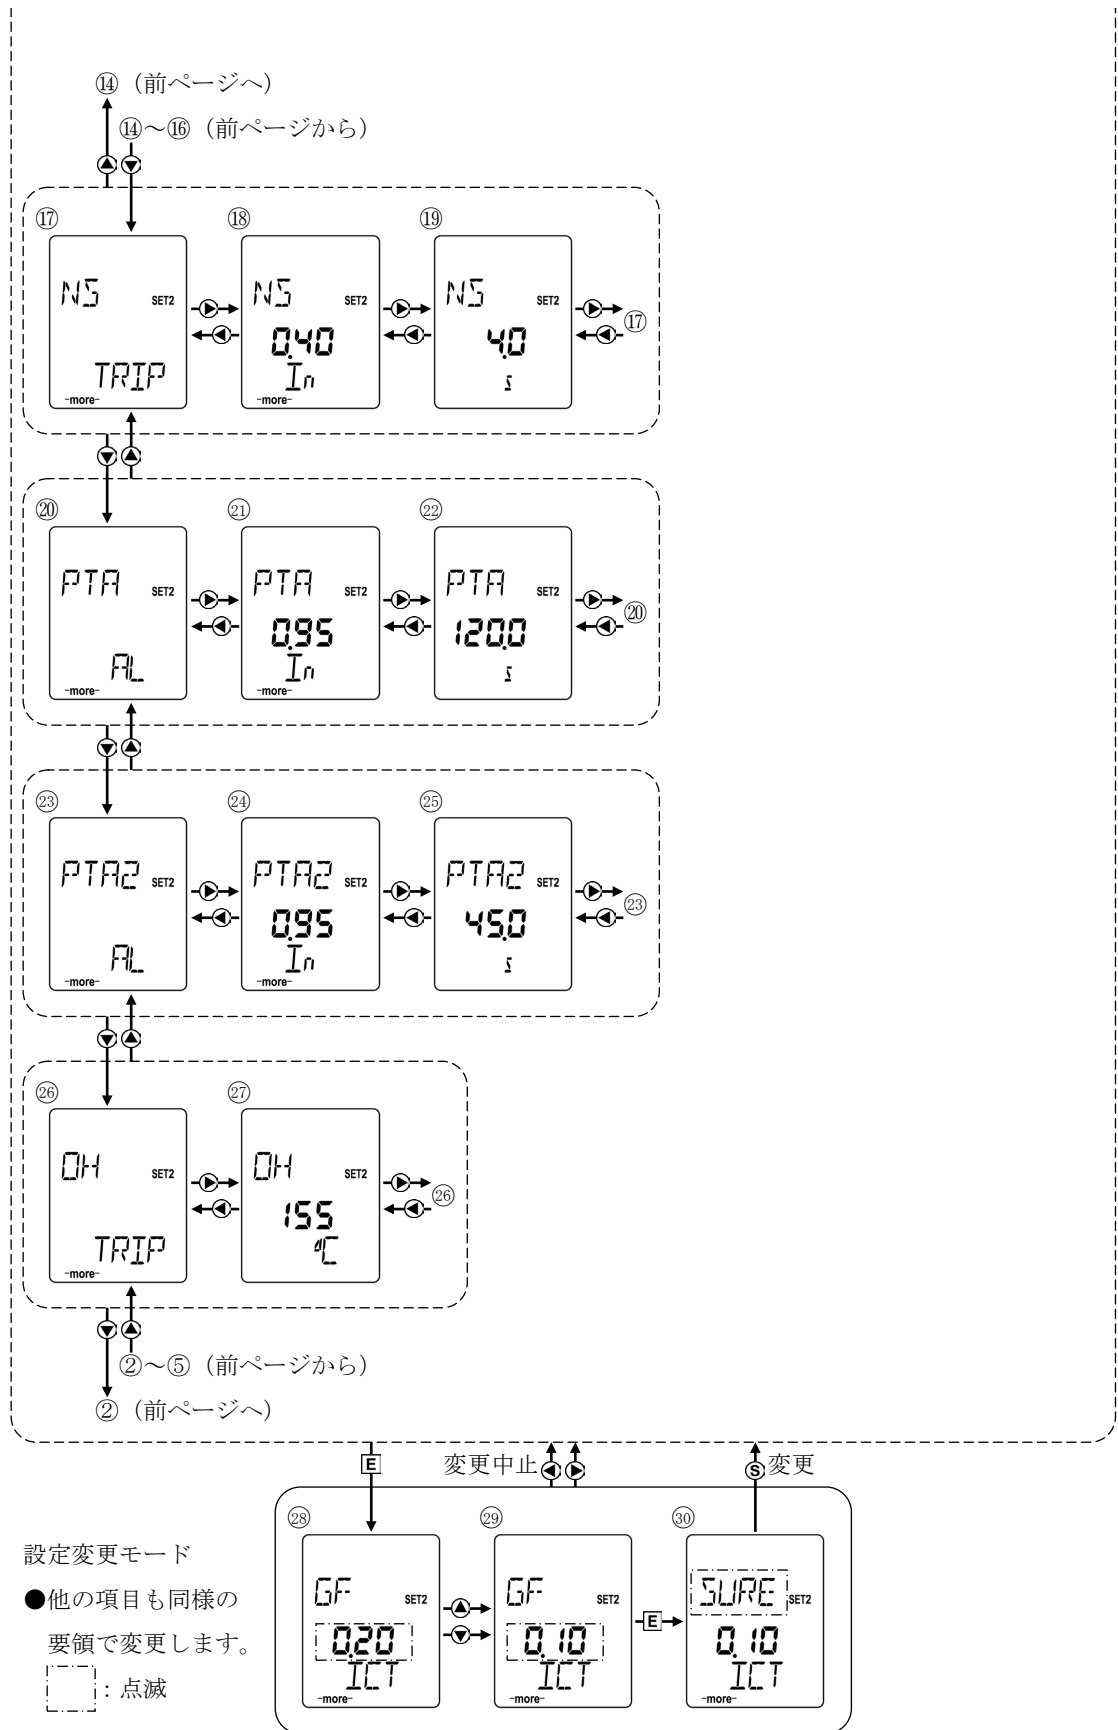 ⑭（前ページへ）
⑭～⑯（前ページから）
⑰ ⑱ ⑲
NS SET2 NS SET2 NS SET2
0.40 4.0 ⑰
TRIP In s
-more- -more-
⑳ ㉑ ㉒
PTA SET2 PTA SET2 PTA SET2
0.95 120.0 ⑳
AL In s
-more- -more-
㉓ ㉔ ㉕
PTA2 SET2 PTA2 SET2 PTA2 SET2
0.95 45.0 ㉓
AL In s
-more- -more-
㉖ ㉗
OH SET2 OH SET2
155 ㉖
TRIP ℃
-more-
②～⑤（前ページから）
②（前ページへ）
E 変更中止 S 変更
㉘ ㉙ ㉚
GF SET2 GF SET2 SURE SET2
0.20 0.10 E 0.10
ICT ICT ICT
-more- -more- -more-
設定変更モード
●他の項目も同様の
要領で変更します。
：点滅